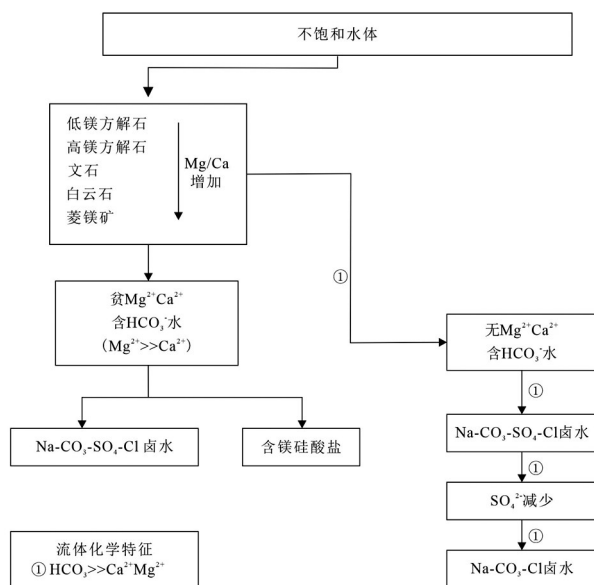 不饱和水体
低镁方解石
高镁方解石
文石
白云石
菱镁矿
Mg/Ca
增加
①
贫Mg²⁺Ca²⁺
含HCO₃⁻水
（Mg²⁺>>Ca²⁺）
无Mg²⁺Ca²⁺
含HCO₃⁻水
①
Na-CO₃-SO₄-Cl 卤水
含镁硅酸盐
Na-CO₃-SO₄-Cl卤水
①
SO₄²⁻减少
①
Na-CO₃-Cl卤水
流体化学特征
① HCO₃>>Ca²⁺Mg²⁺